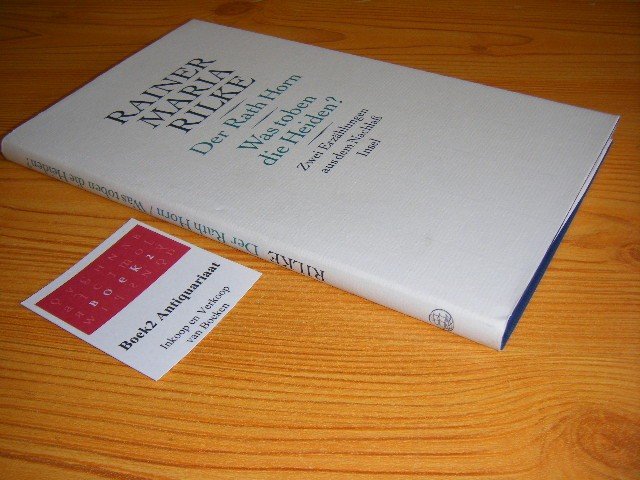 RAINER
MARIA
RILKE
Der Rath Horn
Was toben
die Heiden?
Zwei Erzählungen
aus dem Nachlaß
Insel
RILKE Der Rath Horn / Was toben die Heiden?
BOEK2
Boek2 Antiquariaat
Inkoop en Verkoop
van Boeken